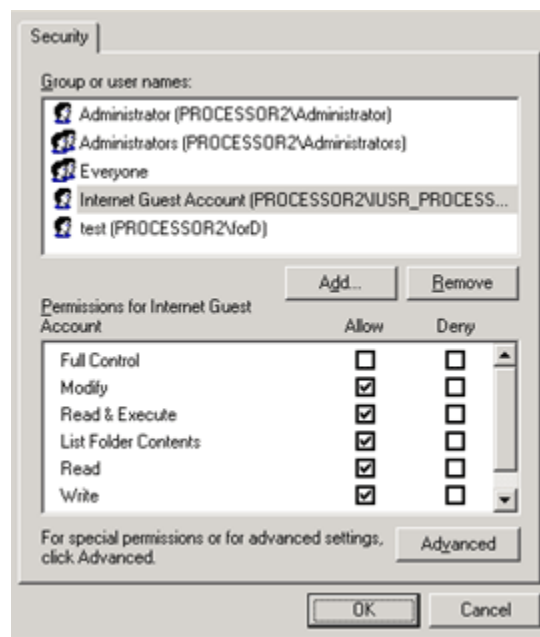 Security
Group or user names:
Administrator (PROCESSOR2\Administrator)
Administrators (PROCESSOR2\Administrators)
Everyone
Internet Guest Account (PROCESSOR2\IUSR_PROCESS...
test (PROCESSOR2\forD)
Add... Remove
Permissions for Internet Guest
Account Allow Deny
Full Control
Modify
Read & Execute
List Folder Contents
Read
Write
For special permissions or for advanced settings,
click Advanced.
Advanced
OK Cancel